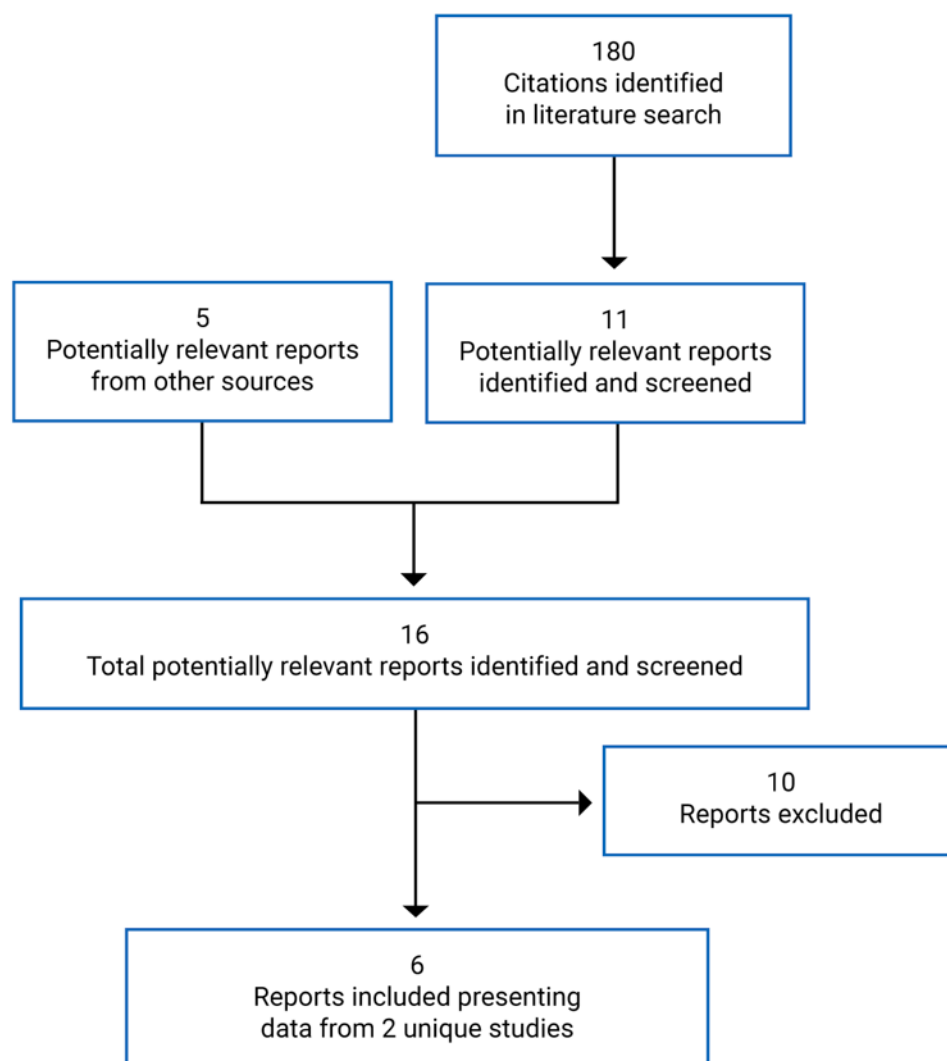 180
Citations identified
in literature search
5
Potentially relevant reports
from other sources
11
Potentially relevant reports
identified and screened
16
Total potentially relevant reports identified and screened
10
Reports excluded
6
Reports included presenting
data from 2 unique studies